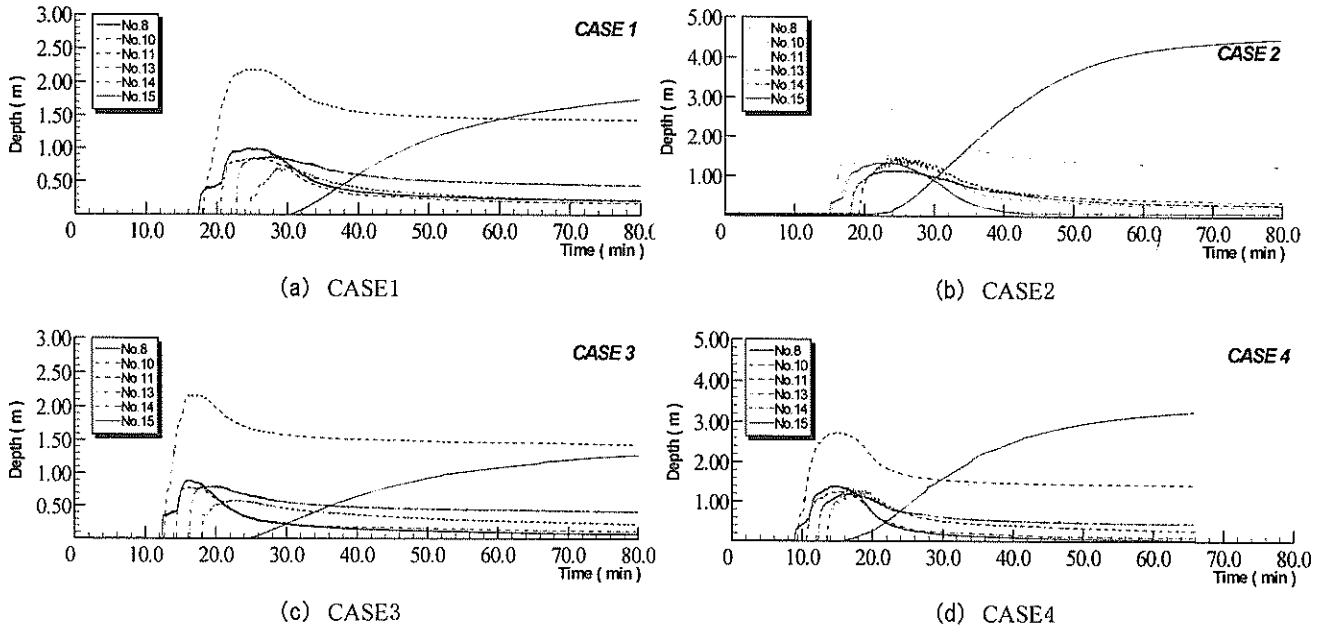 3.00
2.50
2.00
1.50
1.00
0.50
Depth ( m )
No.8
No.10
No.11
No.13
No.14
No.15
CASE 1
0 10.0 20.0 30.0 40.0 50.0 60.0 70.0 80.0
Time ( min )
(a) CASE1
5.00
4.00
3.00
2.00
1.00
Depth ( m )
No.8
No.10
No.11
No.13
No.14
No.15
CASE 2
0 10.0 20.0 30.0 40.0 50.0 60.0 70.0 80.0
Time ( min )
(b) CASE2
3.00
2.50
2.00
1.50
1.00
0.50
Depth ( m )
No.8
No.10
No.11
No.13
No.14
No.15
CASE 3
0 10.0 20.0 30.0 40.0 50.0 60.0 70.0 80.0
Time ( min )
(c) CASE3
5.00
4.00
3.00
2.00
1.00
Depth ( m )
No.8
No.10
No.11
No.13
No.14
No.15
CASE 4
0 10.0 20.0 30.0 40.0 50.0 60.0 70.0 80.0
Time ( min )
(d) CASE4